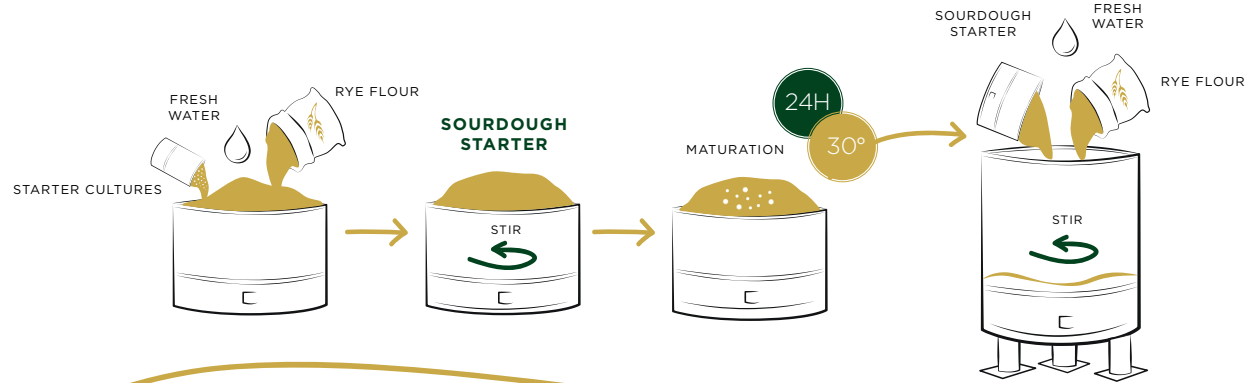 STARTER CULTURES
FRESH
WATER
RYE FLOUR
SOURDOUGH
STARTER
STIR
MATURATION
24H
30°
SOURDOUGH
STARTER
FRESH
WATER
RYE FLOUR
STIR